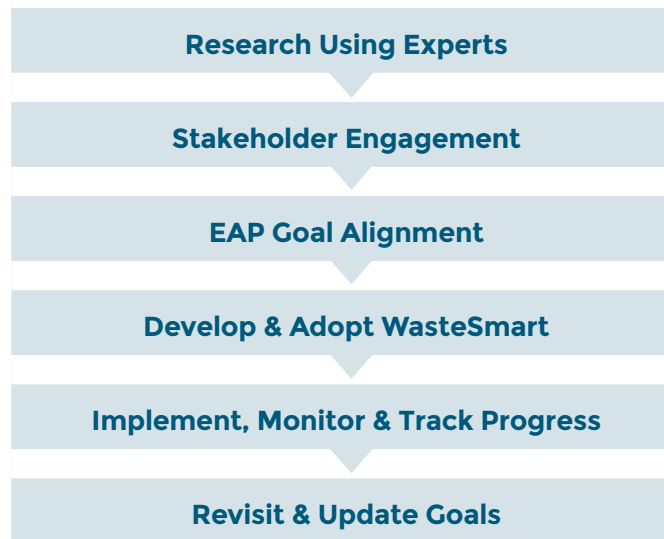 Research Using Experts
Stakeholder Engagement
EAP Goal Alignment
Develop & Adopt WasteSmart
Implement, Monitor & Track Progress
Revisit & Update Goals